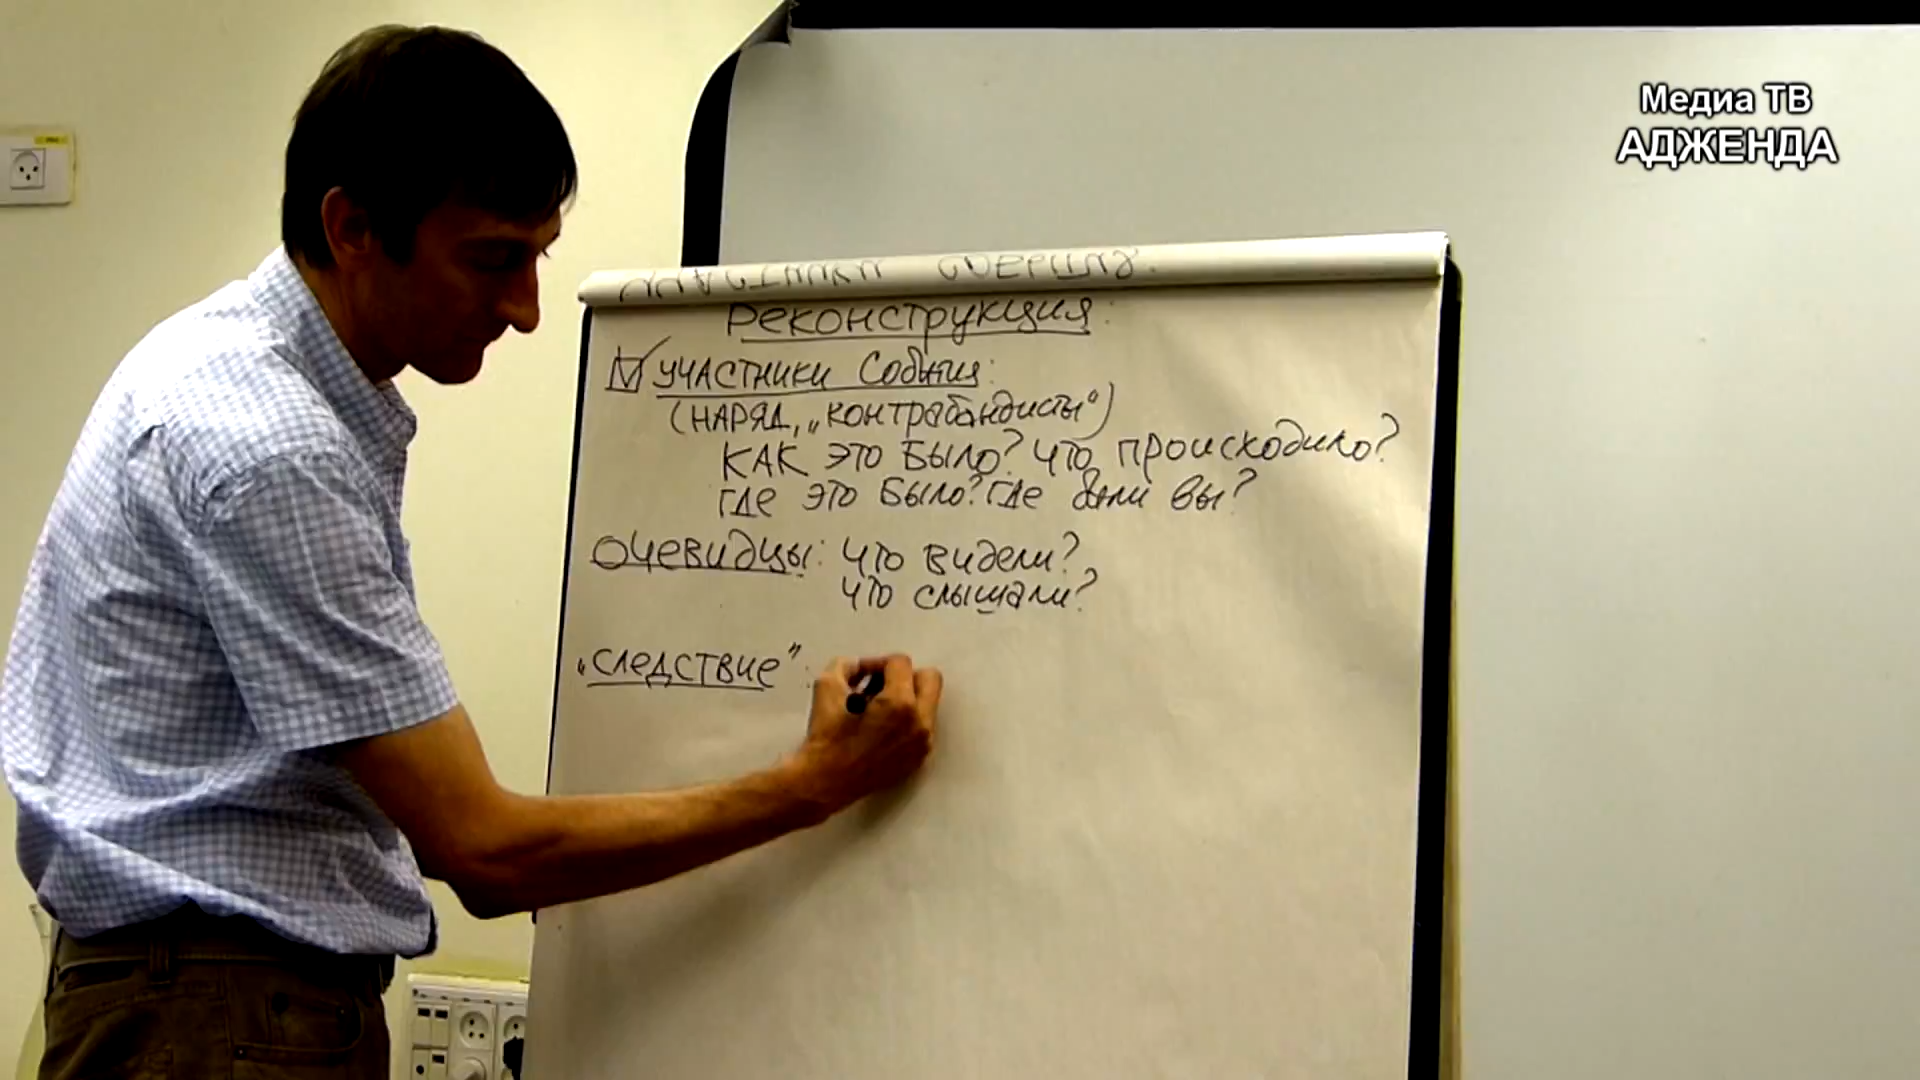 Медиа ТВ
АДЖЕНДА
Реконструкция:
УЧАСТНИКИ События:
(НАРЯД, „контрабандисты“)
КАК ЭТО БЫЛО? Что происходило?
ГДЕ ЭТО БЫЛО? ГДЕ были вы?
ОЧЕВИДЦЫ: Что видели?
Что слышали?
„СЛЕДСТВИЕ”: